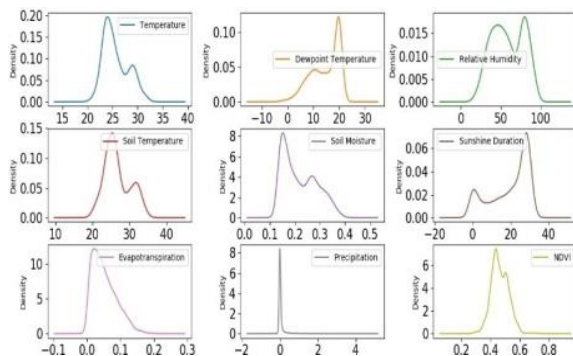 Density
0.20
0.15
0.10
0.05
0.00
Temperature
15 20 25 30 35 40
Density
0.10
0.05
0.00
Dewpoint Temperature
-10 0 10 20 30
Density
0.015
0.010
0.005
0.000
Relative Humidity
0 50 100
Density
0.15
0.10
0.05
0.00
Soil Temperature
10 20 30 40
Density
8
6
4
2
0
Soil Moisture
0.0 0.1 0.2 0.3 0.4 0.5
Density
0.06
0.04
0.02
0.00
Sunshine Duration
-20 0 20 40
Density
10
5
0
Evapotranspiration
-0.1 0.0 0.1 0.2 0.3
Density
8
6
4
2
0
Precipitation
-2 0 2 4
Density
6
4
2
0
NDVI
0.2 0.4 0.6 0.8